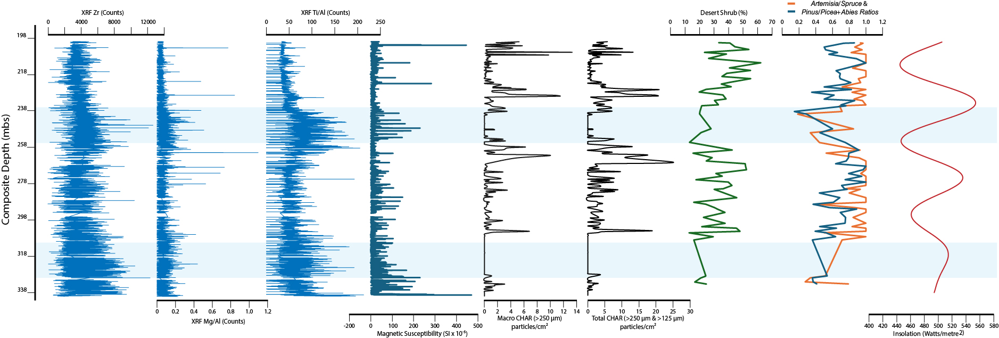 Artemisia/Spruce &
Pinus/Picea+Abies Ratios
XRF Zr (Counts)
XRF Ti/Al (Counts)
Desert Shrub (%)
0 4000 8000 12000
0 50 100 150 200 250
0 10 20 30 40 50 60 70
0 0.2 0.4 0.6 0.8 1.0 1.2
Composite Depth (mbs)
198
218
238
258
278
298
318
338
0 0.2 0.4 0.6 0.8 1.0 1.2
XRF Mg/Al (Counts)
-200 0 100 200 300 400 500
Magnetic Susceptibility (SI x 10⁻⁵)
0 2 4 6 8 10 12 14
Macro CHAR (>250 µm)
particles/cm²
0 5 10 15 20 25 30
Total CHAR (>250 µm & >125 µm)
particles/cm²
400 420 440 460 480 500 520 540 560 580
Insolation (Watts/metre²)